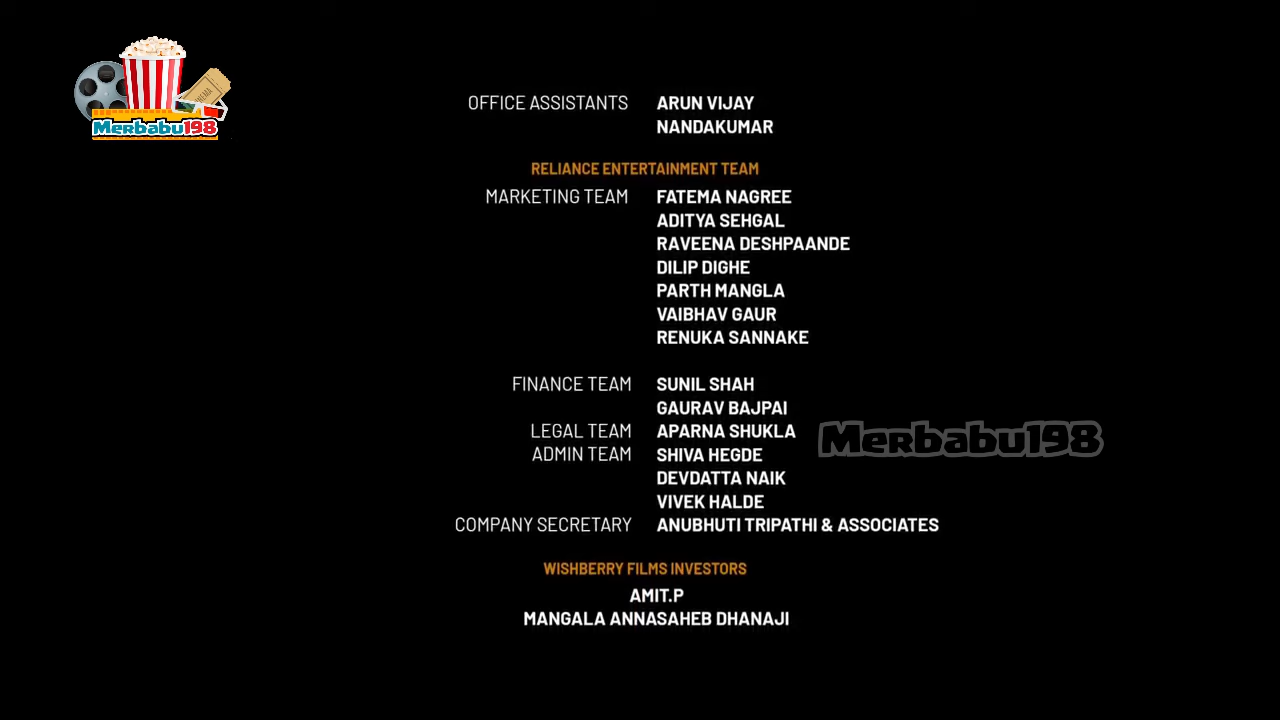 Merbabu198
OFFICE ASSISTANTS ARUN VIJAY
NANDAKUMAR
RELIANCE ENTERTAINMENT TEAM
MARKETING TEAM FATEMA NAGREE
ADITYA SEHGAL
RAVEENA DESHPAANDE
DILIP DIGHE
PARTH MANGLA
VAIBHAV GAUR
RENUKA SANNAKE
FINANCE TEAM SUNIL SHAH
GAURAV BAJPAI
LEGAL TEAM APARNA SHUKLA
Merbabu198
ADMIN TEAM SHIVA HEGDE
DEVDATTA NAIK
VIVEK HALDE
COMPANY SECRETARY ANUBHUTI TRIPATHI & ASSOCIATES
WISHBERRY FILMS INVESTORS
AMIT.P
MANGALA ANNASAHEB DHANAJI